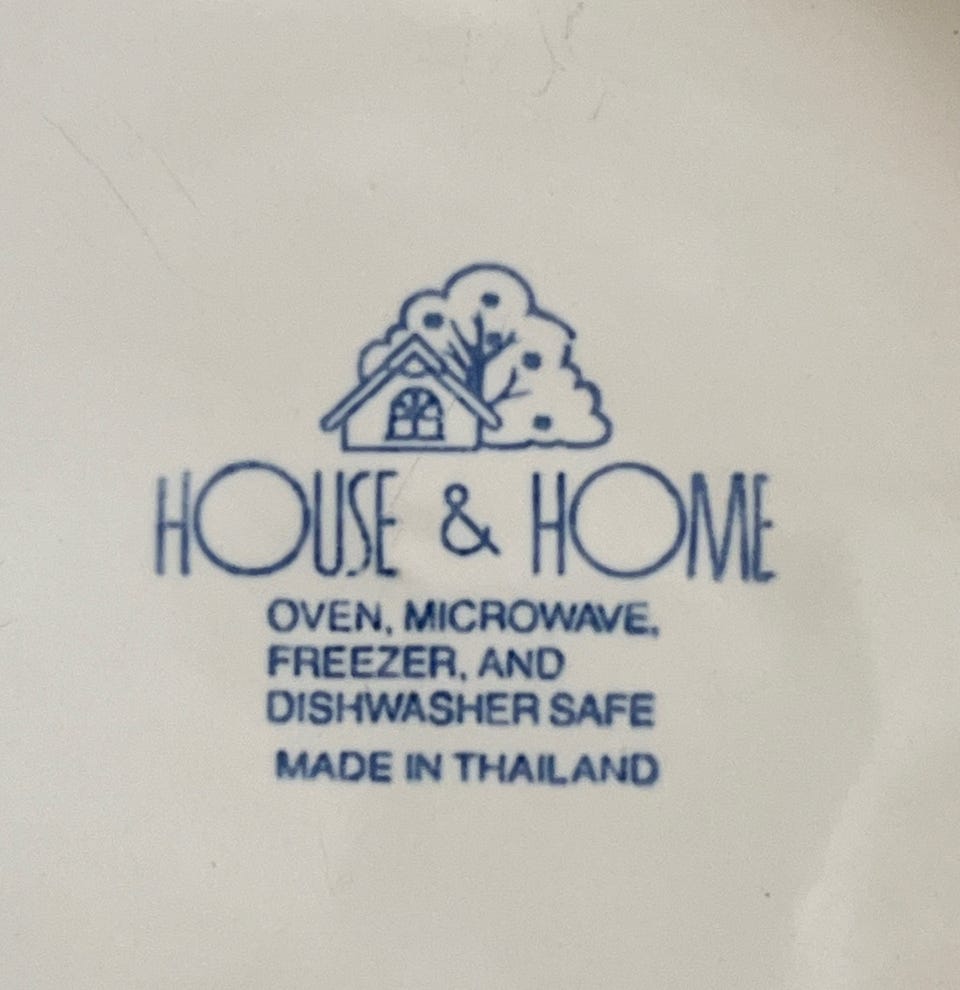 HOUSE & HOME
OVEN, MICROWAVE,
FREEZER, AND
DISHWASHER SAFE
MADE IN THAILAND